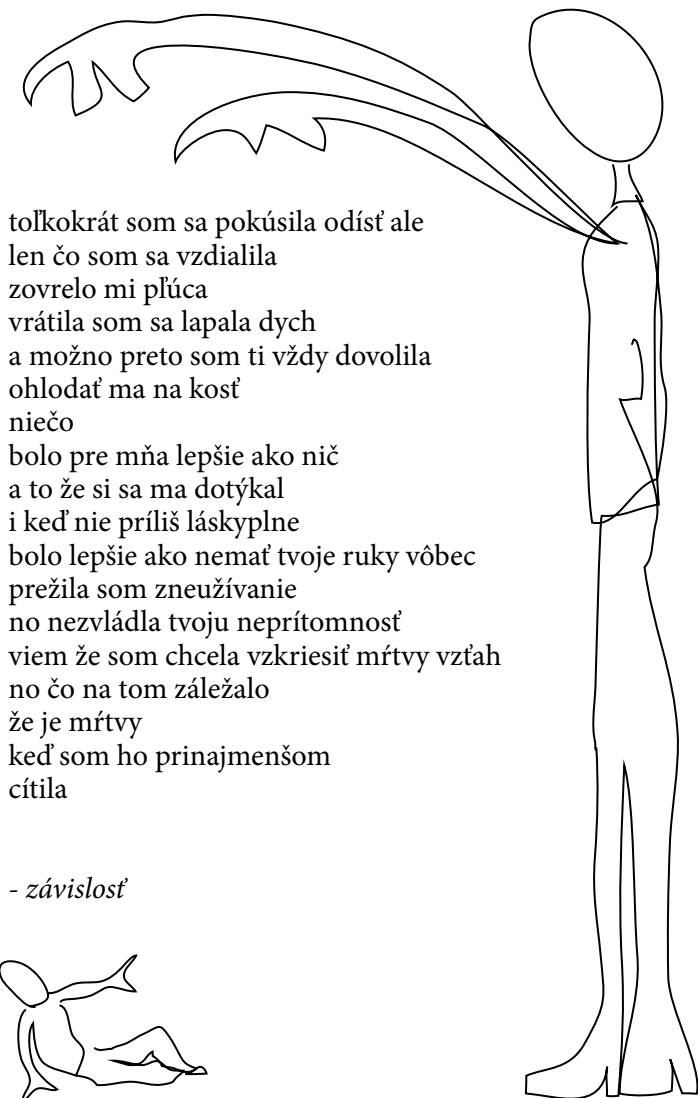 toľkokrát som sa pokúsila odísť ale
len čo som sa vzdialila
zovrelo mi pľúca
vrátila som sa lapala dych
a možno preto som ti vždy dovolila
ohlodať ma na kosť
niečo
bolo pre mňa lepšie ako nič
a to že si sa ma dotýkal
i keď nie príliš láskyplne
bolo lepšie ako nemať tvoje ruky vôbec
prežila som zneužívanie
no nezvládla tvoju neprítomnosť
viem že som chcela vzkriesiť mŕtvy vzťah
no čo na tom záležalo
že je mŕtvy
keď som ho prinajmenšom
cítila
- závislosť